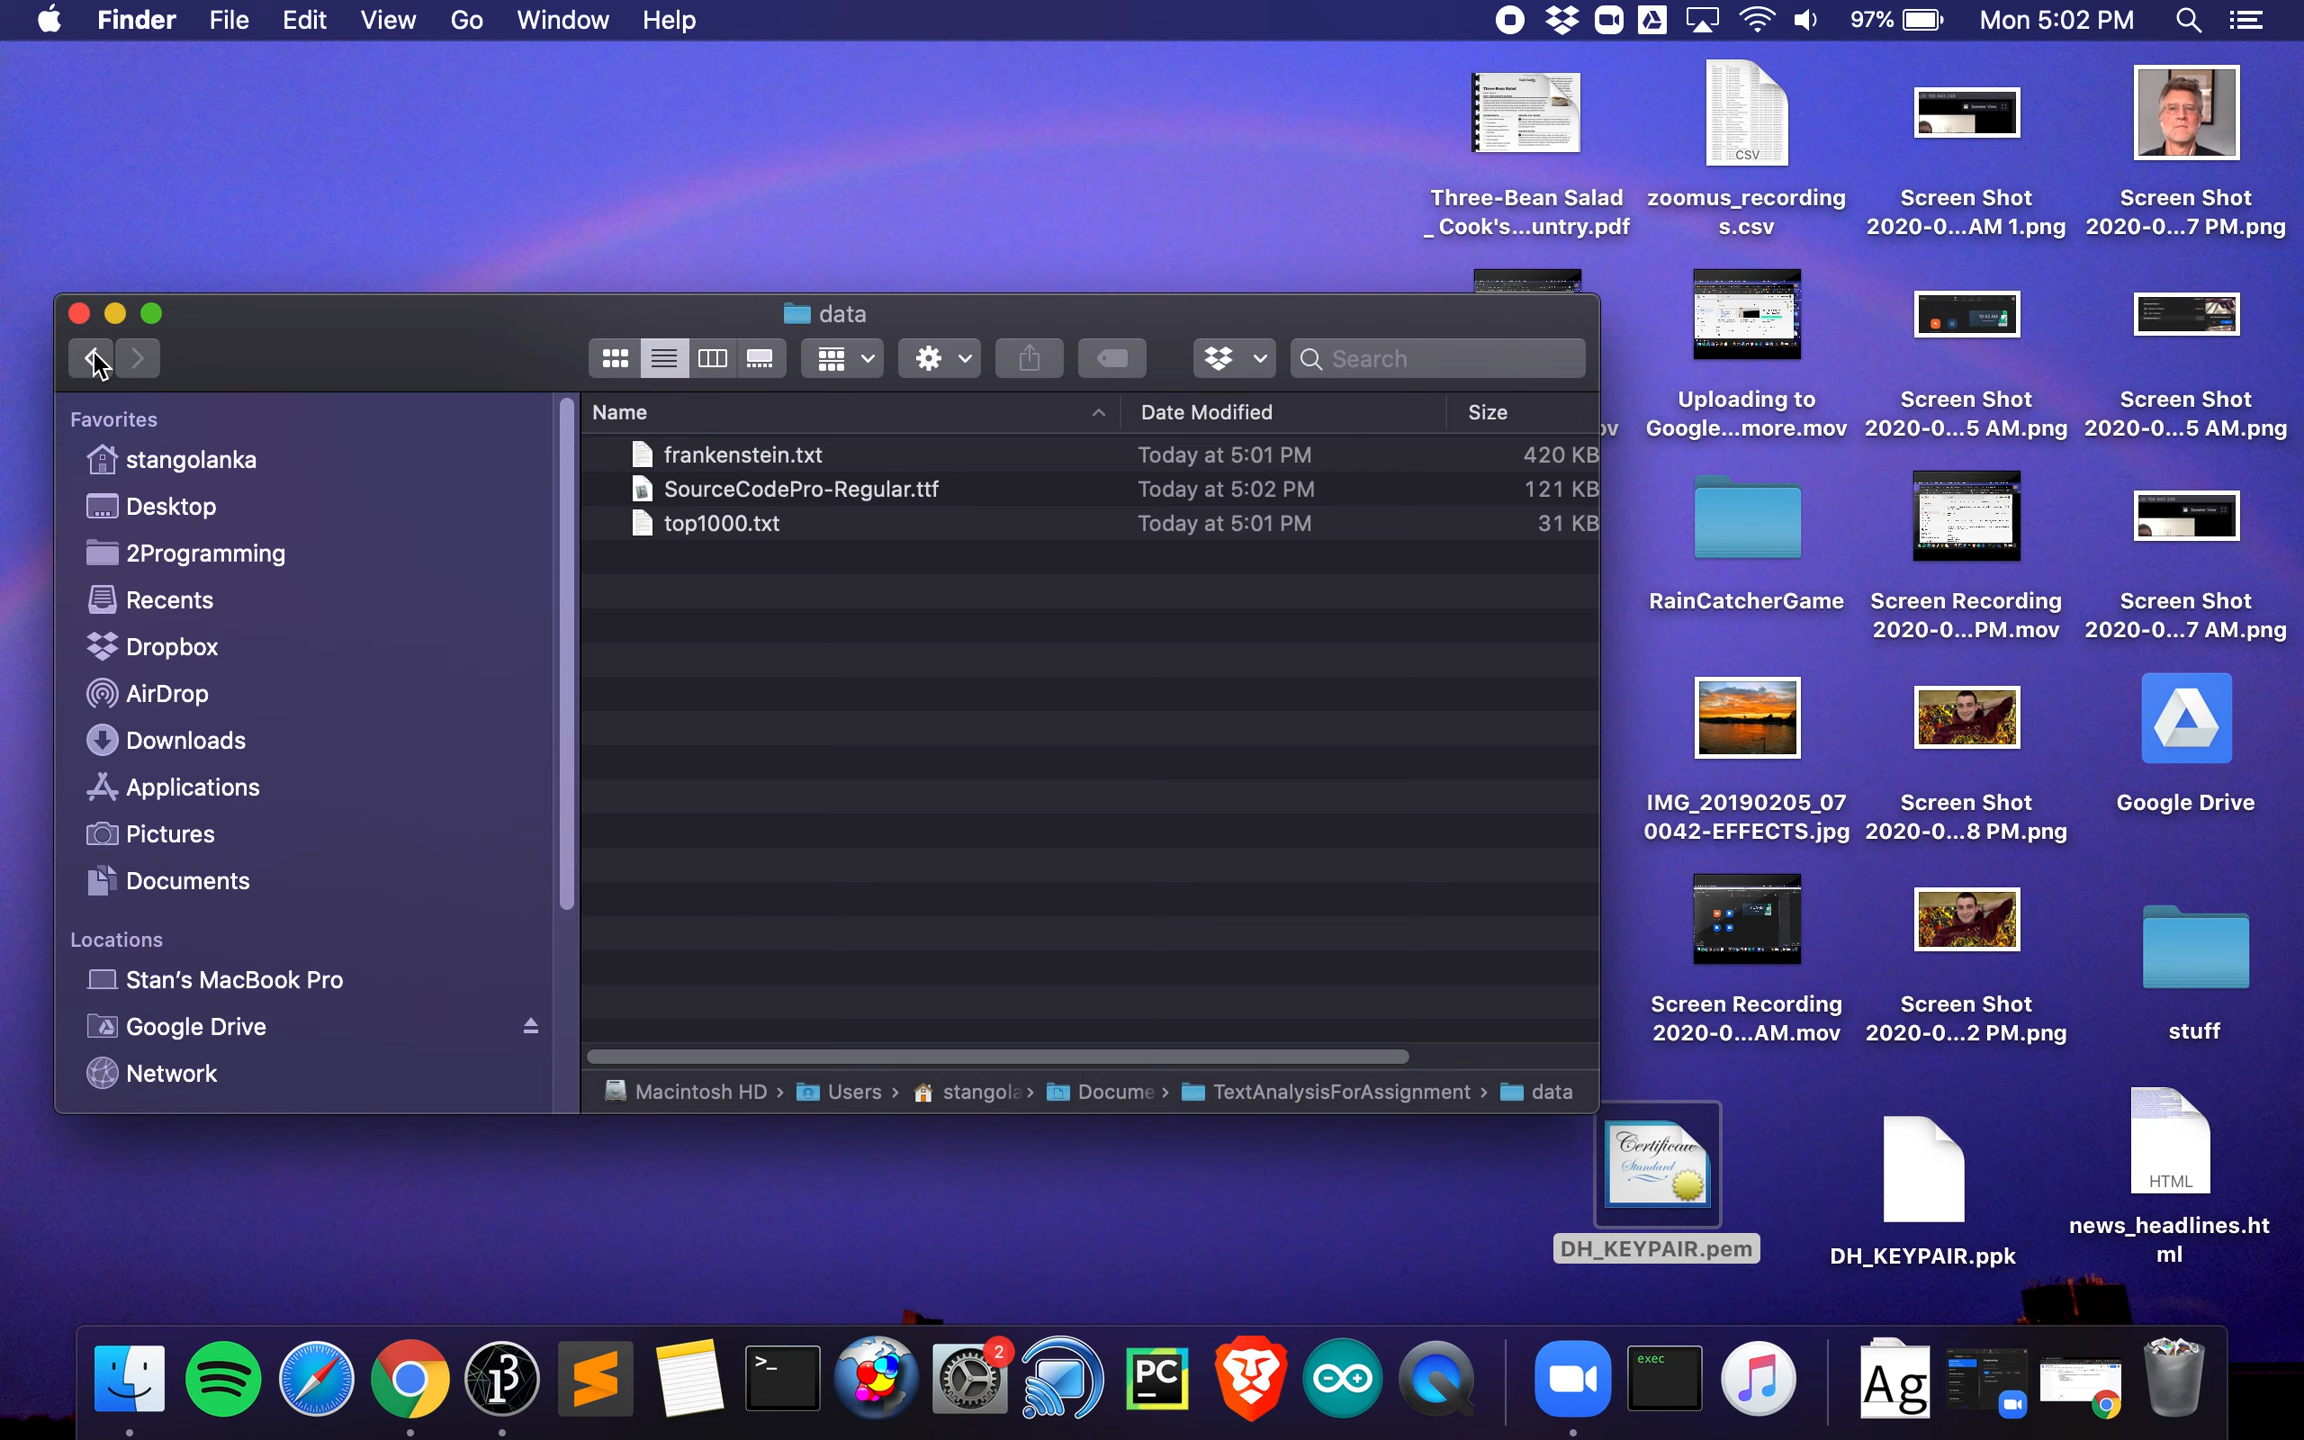 Finder File Edit View Go Window Help 97% Mon 5:02 PM
Three-Bean Salad
_ Cook's...untry.pdf
zoomus_recording
s.csv
CSV
Screen Shot
2020-0...AM 1.png
Screen Shot
2020-0...7 PM.png
data
Search
Favorites
stangolanka
Desktop
2Programming
Recents
Dropbox
AirDrop
Downloads
Applications
Pictures
Documents
Locations
Stan's MacBook Pro
Google Drive
Network
Name Date Modified Size
frankenstein.txt Today at 5:01 PM 420 KB
SourceCodePro-Regular.ttf Today at 5:02 PM 121 KB
top1000.txt Today at 5:01 PM 31 KB
Macintosh HD › Users › stangola › Docume › TextAnalysisForAssignment › data
ov
Uploading to
Google...more.mov
Screen Shot
2020-0...5 AM.png
Screen Shot
2020-0...5 AM.png
RainCatcherGame
Screen Recording
2020-0...PM.mov
Screen Shot
2020-0...7 AM.png
IMG_20190205_07
0042-EFFECTS.jpg
Screen Shot
2020-0...8 PM.png
Google Drive
Screen Recording
2020-0...AM.mov
Screen Shot
2020-0...2 PM.png
stuff
Certificate
Standard
DH_KEYPAIR.pem
DH_KEYPAIR.ppk
HTML
news_headlines.ht
ml
>_
2
PC
exec
Ag